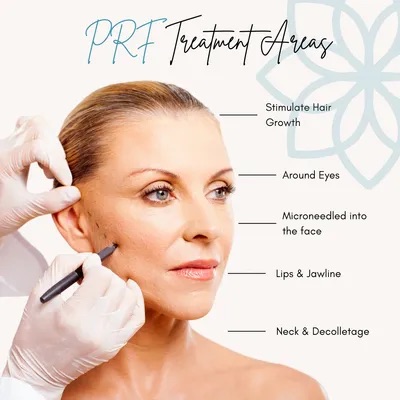 PRF Treatment Areas
Stimulate Hair
Growth
Around Eyes
Microneedled into
the face
Lips & Jawline
Neck & Decolletage